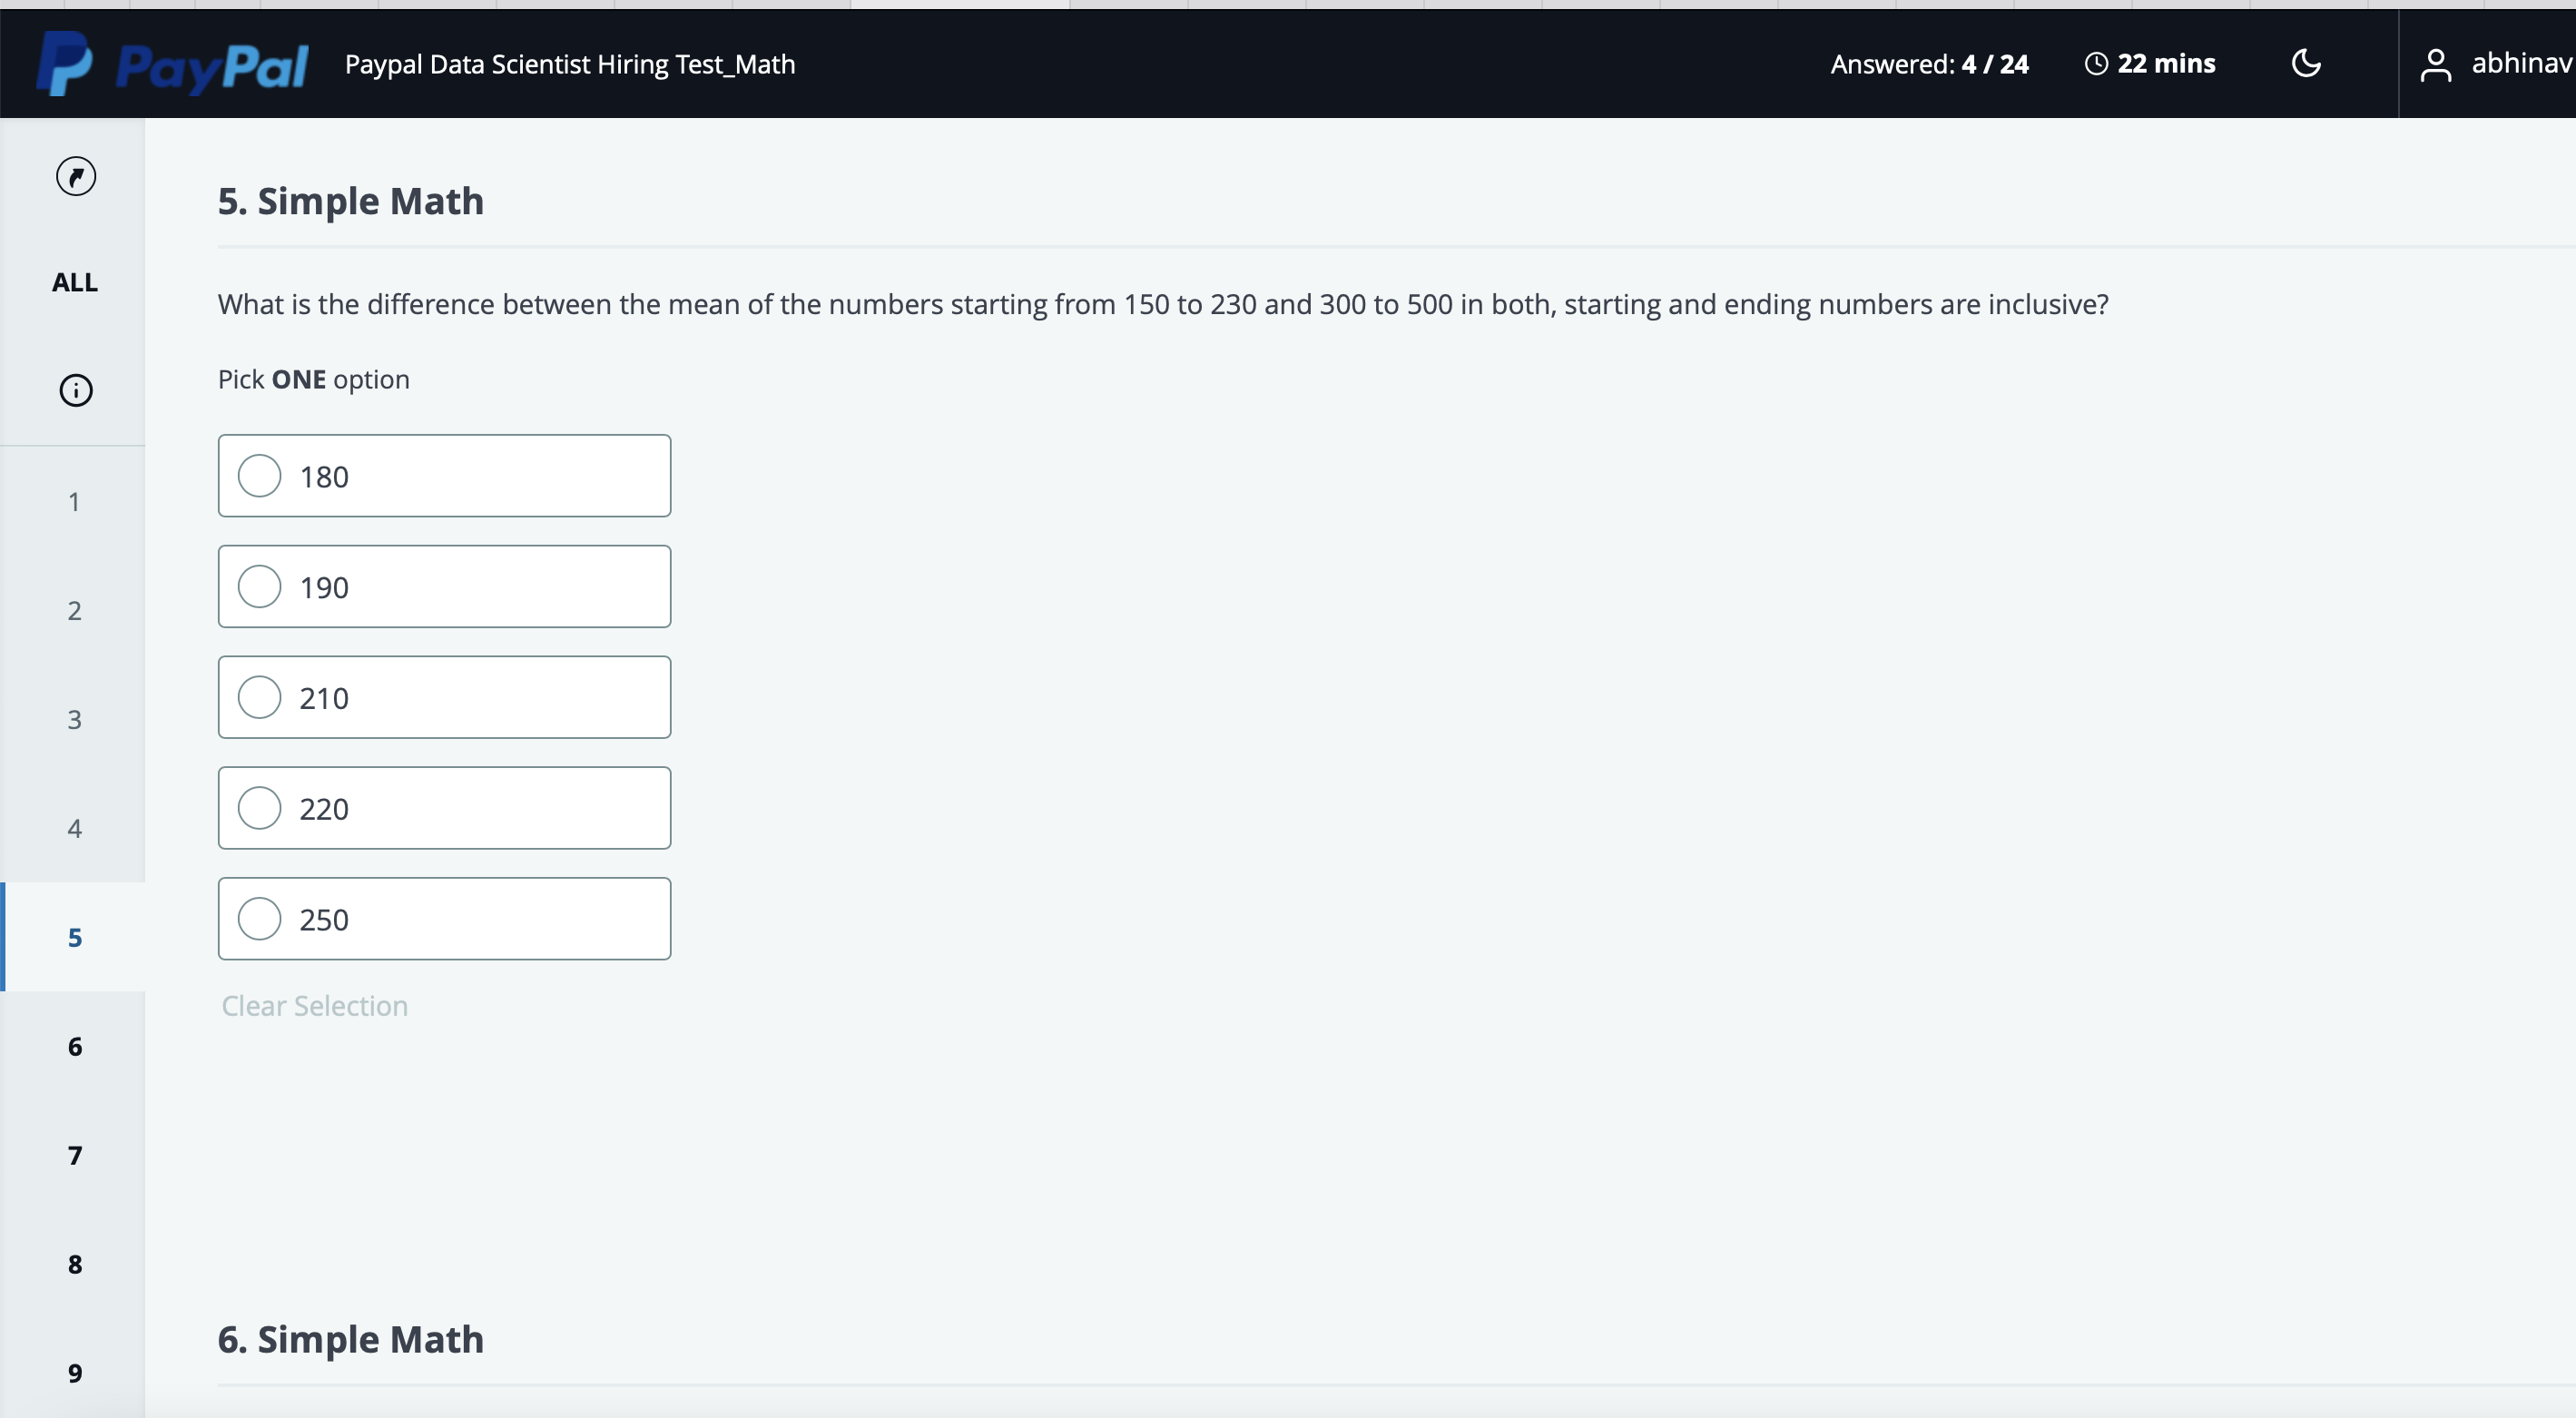 PayPal
Paypal Data Scientist Hiring Test_Math
Answered: 4 / 24
22 mins
abhinav
ALL
1
2
3
4
5
6
7
8
9
5. Simple Math
What is the difference between the mean of the numbers starting from 150 to 230 and 300 to 500 in both, starting and ending numbers are inclusive?
Pick ONE option
180
190
210
220
250
Clear Selection
6. Simple Math